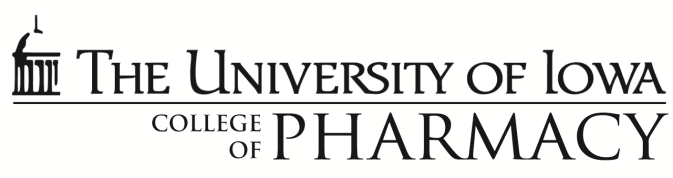 THE UNIVERSITY OF IOWA
COLLEGE OF PHARMACY